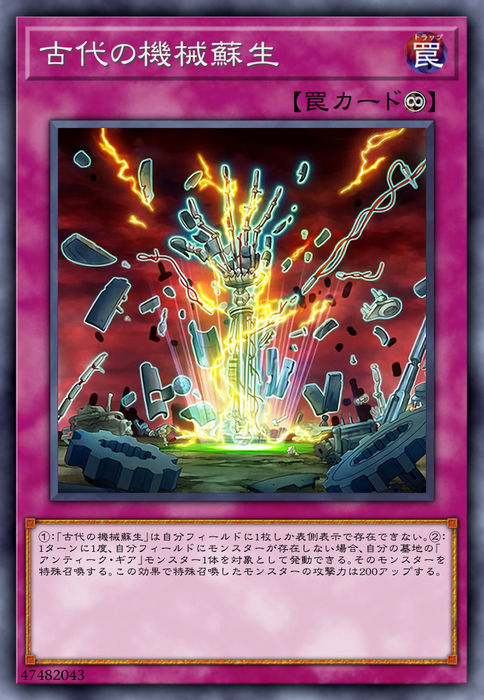 古代の機械蘇生
トラップ
罠
【罠カード】
①:「古代の機械蘇生」は自分フィールドに1枚しか表側表示で存在できない。②:
1ターンに1度、自分フィールドにモンスターが存在しない場合、自分の墓地の「
アンティーク・ギア」モンスター1体を対象として発動できる。そのモンスターを
特殊召喚する。この効果で特殊召喚したモンスターの攻撃力は200アップする。
47482043